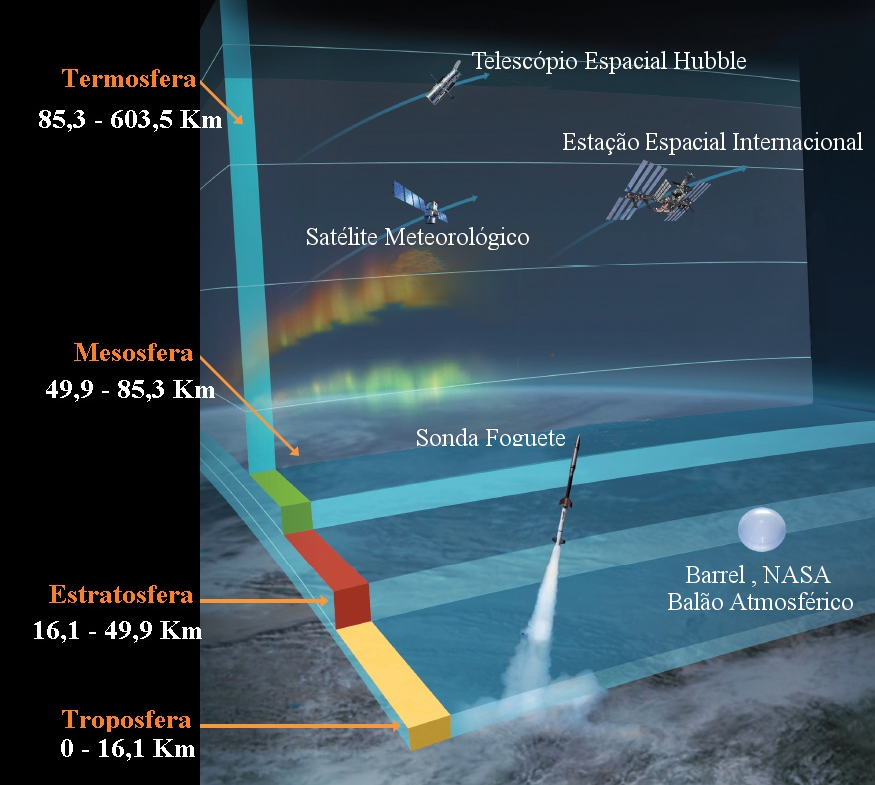 Telescópio Espacial Hubble
Termosfera
85,3 - 603,5 Km
Estação Espacial Internacional
Satélite Meteorológico
Mesosfera
49,9 - 85,3 Km
Sonda Foguete
Barrel , NASA
Balão Atmosférico
Estratosfera
16,1 - 49,9 Km
Troposfera
0 - 16,1 Km